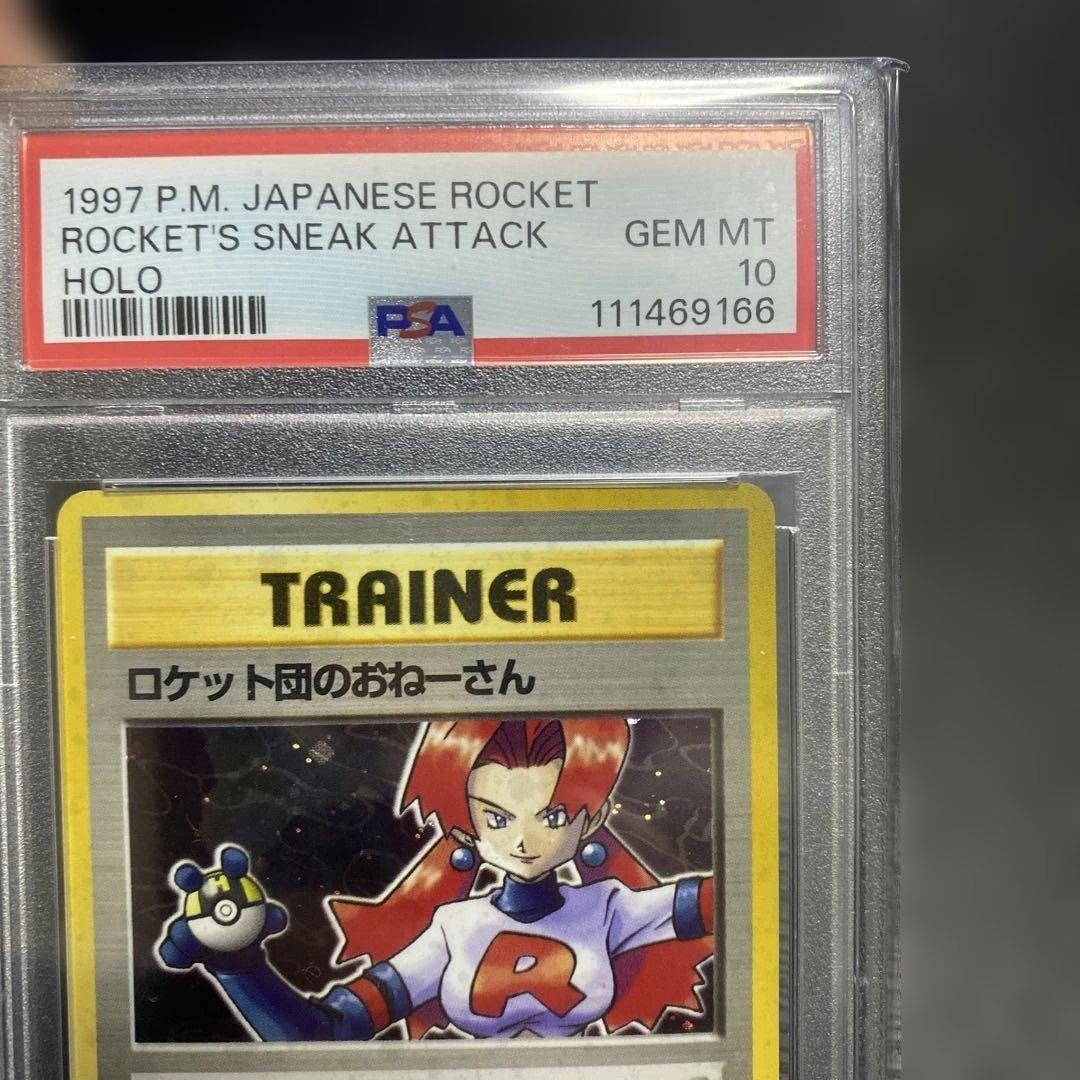 1997 P.M. JAPANESE ROCKET
ROCKET'S SNEAK ATTACK GEM MT
HOLO 10
PSA 111469166
TRAINER
ロケット団のおねーさん
H
R